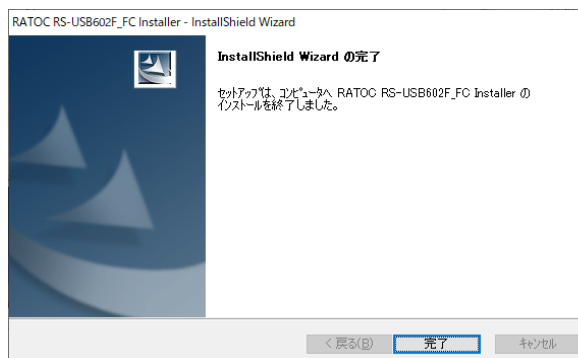 RATOC RS-USB602F_FC Installer - InstallShield Wizard
InstallShield Wizard の完了
セットアップは、コンピュータへ RATOC RS-USB602F_FC Installer の
インストールを終了しました。
< 戻る(B) 完了 キャンセル